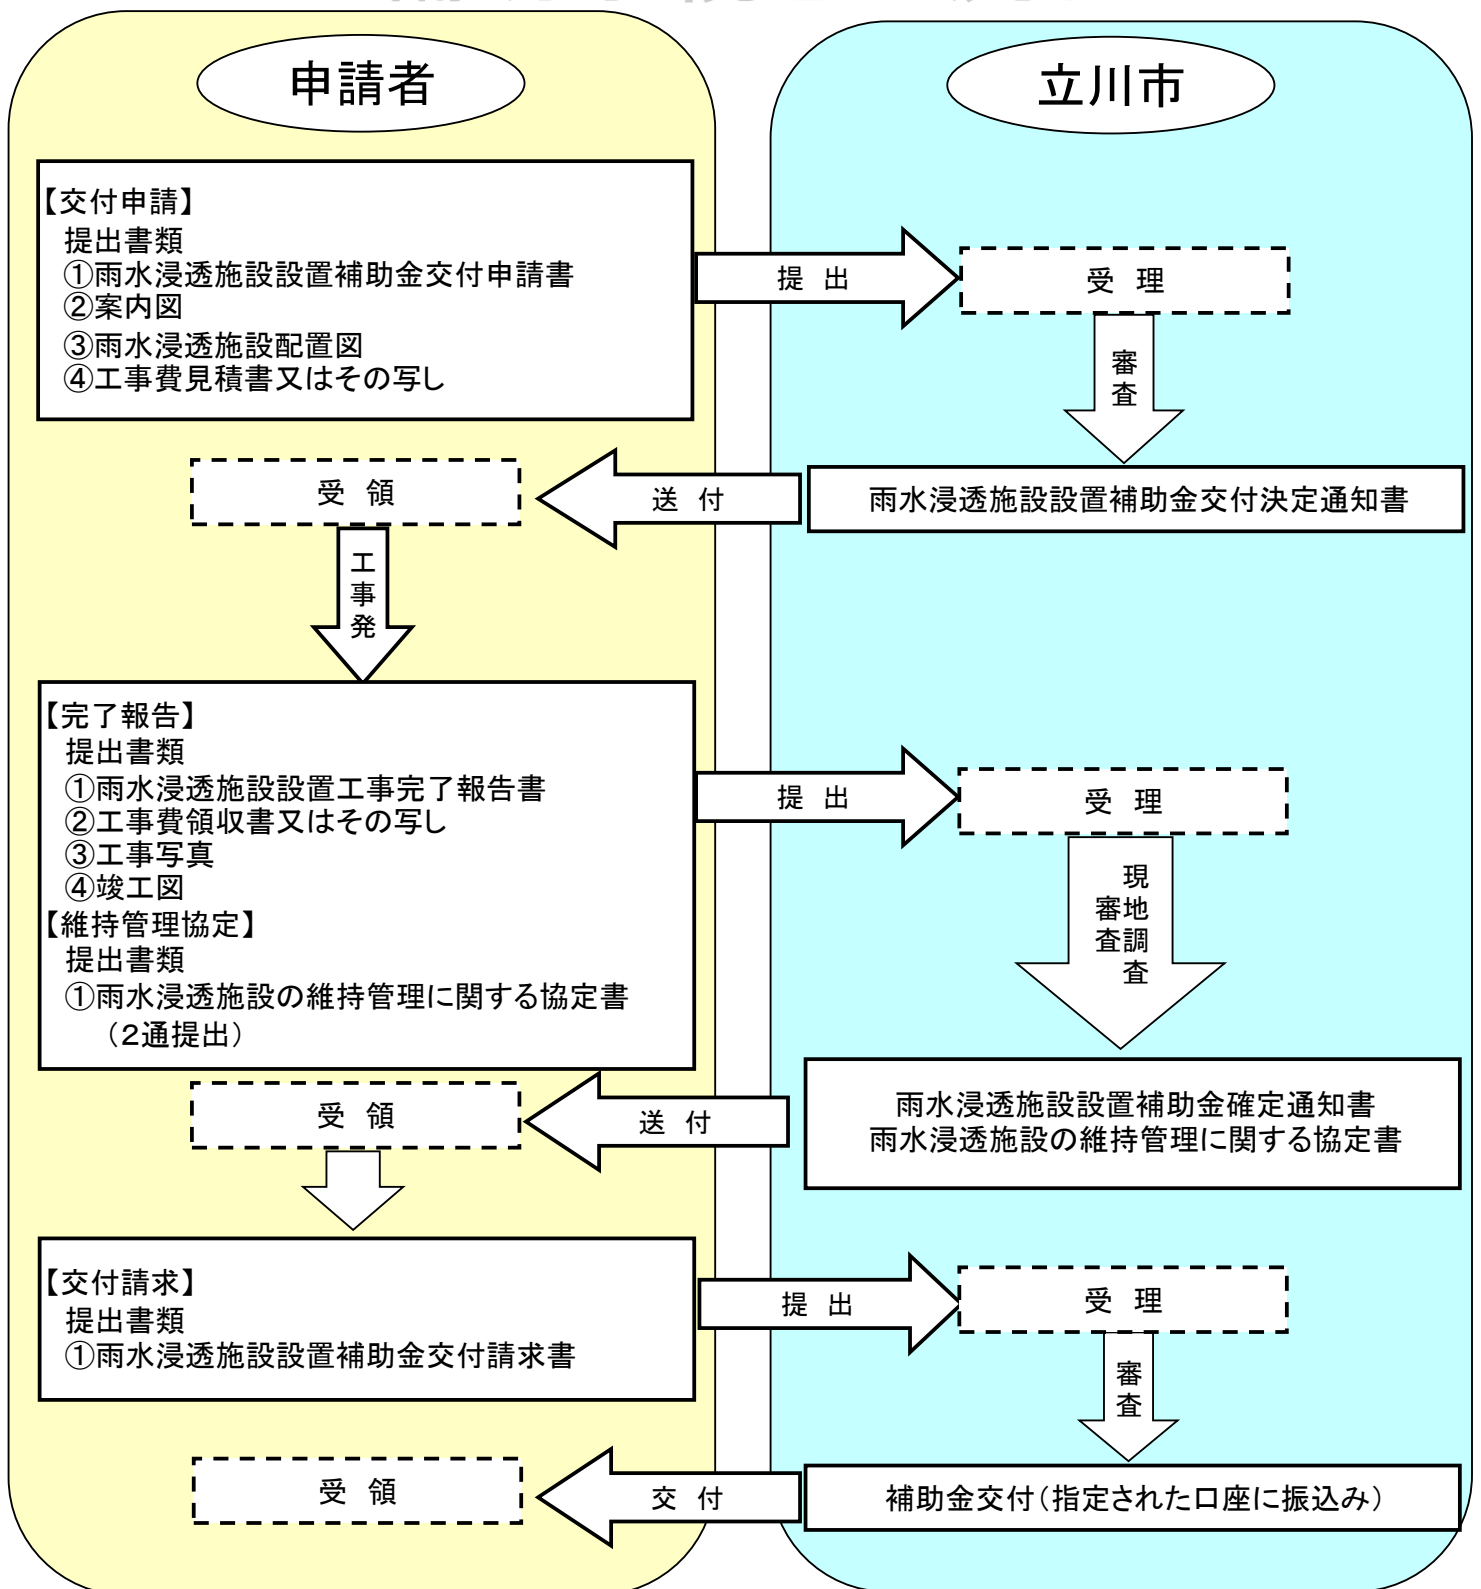 申請者
立川市
【交付申請】
提出書類
①雨水浸透施設設置補助金交付申請書
②案内図
③雨水浸透施設配置図
④工事費見積書又はその写し
提 出
受 理
審査
雨水浸透施設設置補助金交付決定通知書
送 付
受 領
工事発
【完了報告】
提出書類
①雨水浸透施設設置工事完了報告書
②工事費領収書又はその写し
③工事写真
④竣工図
【維持管理協定】
提出書類
①雨水浸透施設の維持管理に関する協定書
（2通提出）
提 出
受 理
現地調査
審査
雨水浸透施設設置補助金確定通知書
雨水浸透施設の維持管理に関する協定書
送 付
受 領
【交付請求】
提出書類
①雨水浸透施設設置補助金交付請求書
提 出
受 理
審査
補助金交付（指定された口座に振込み）
交 付
受 領